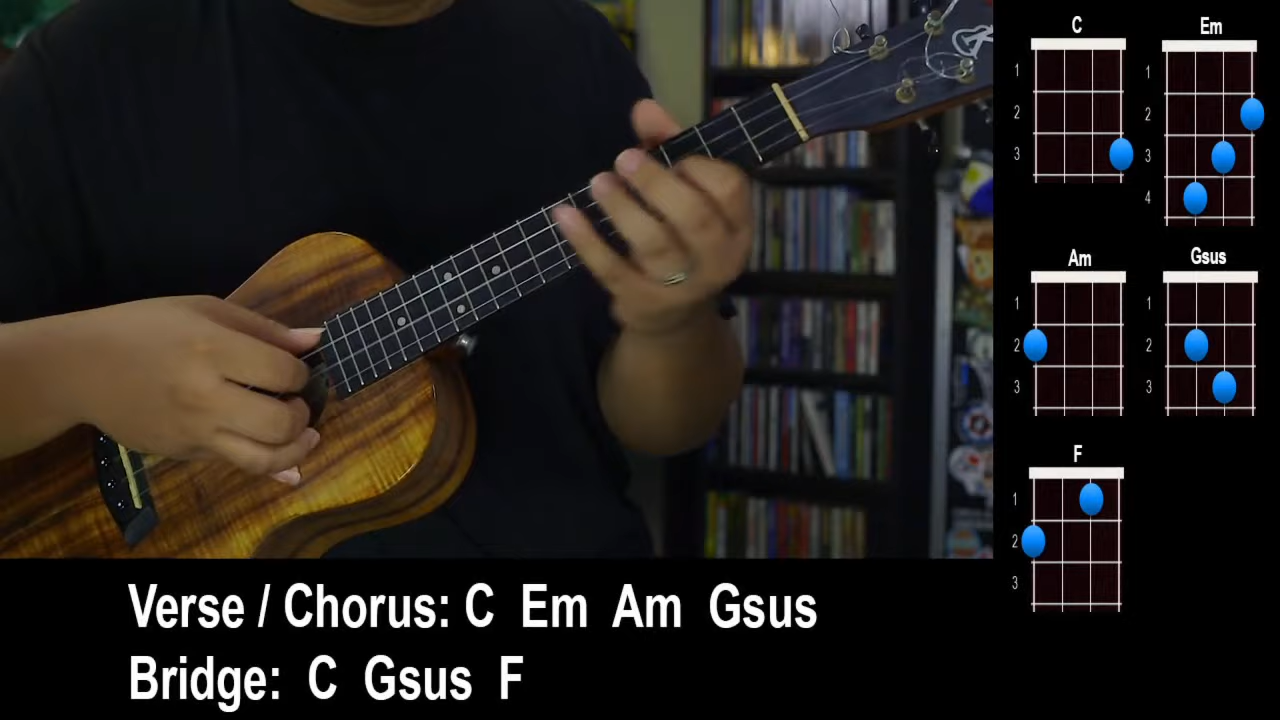 C Em
1 1
2 2
3 3
4
Am Gsus
1 1
2 2
3 3
F
1
2
3
Verse / Chorus: C Em Am Gsus
Bridge: C Gsus F